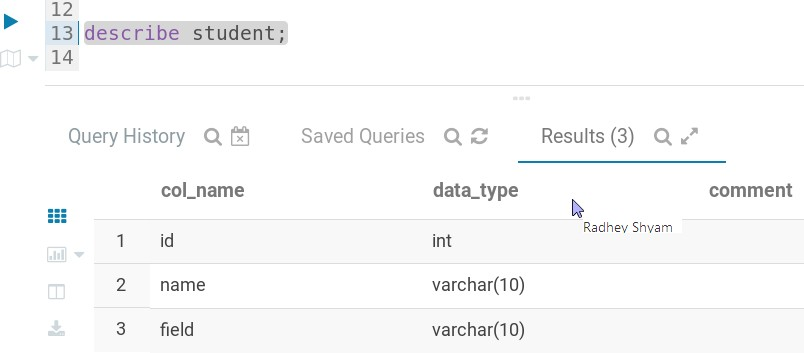 12
13 describe student;
14
Query History Saved Queries Results (3)
col_name data_type comment
Radhey Shyam
1 id int
2 name varchar(10)
3 field varchar(10)